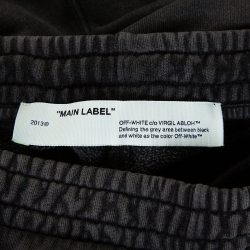 "MAIN LABEL"
2013®
OFF-WHITE c/o VIRGIL ABLOH™
Defining the grey area between black
and white as the color Off-White™